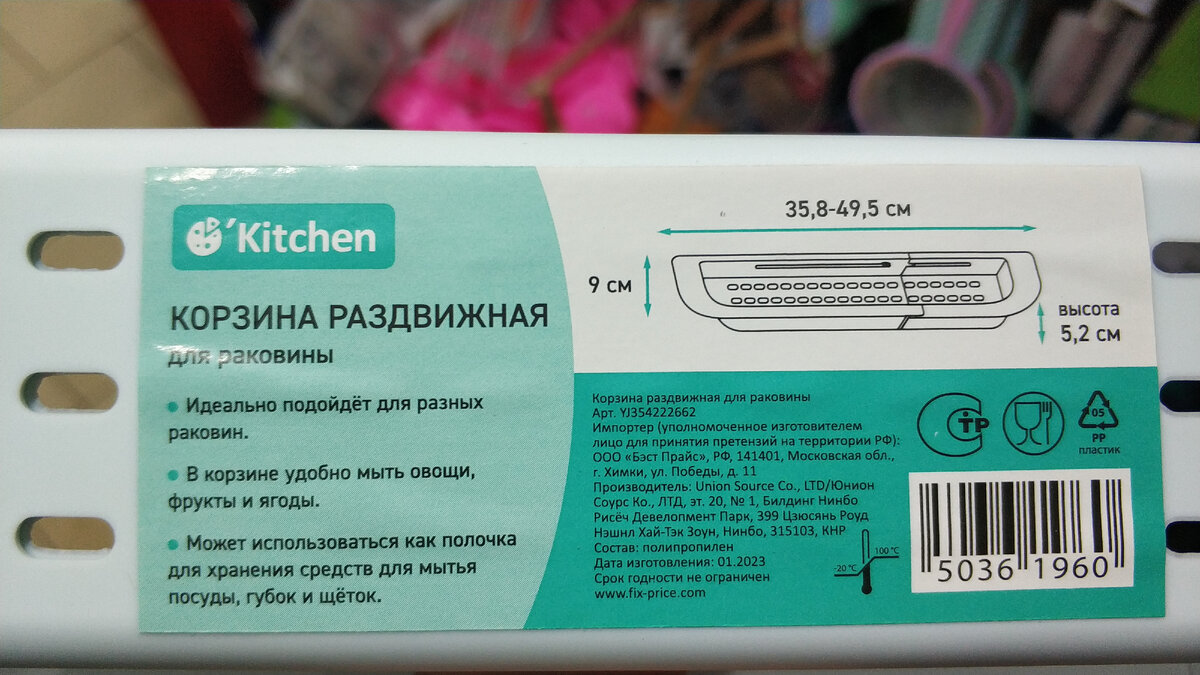 'Kitchen
КОРЗИНА РАЗДВИЖНАЯ
для раковины
• Идеально подойдёт для разных
раковин.
• В корзине удобно мыть овощи,
фрукты и ягоды.
• Может использоваться как полочка
для хранения средств для мытья
посуды, губок и щёток.
35,8-49,5 см
9 см
высота
5,2 см
Корзина раздвижная для раковины
Арт. YJ354222662
Импортер (уполномоченное изготовителем
лицо для принятия претензий на территории РФ):
ООО «Бэст Прайс», РФ, 141401, Московская обл.,
г. Химки, ул. Победы, д. 11
Производитель: Union Source Co., LTD/Юнион
Соурс Ко., ЛТД, эт. 20, № 1, Билдинг Нинбо
Рисёч Девелопмент Парк, 399 Цзюсянь Роуд
Нэшнл Хай-Тэк Зоун, Нинбо, 315103, КНР
Состав: полипропилен
Дата изготовления: 01.2023
Срок годности не ограничен
www.fix-price.com
-20 °C
100 °C
СТР
05
PP
пластик
5036 1960